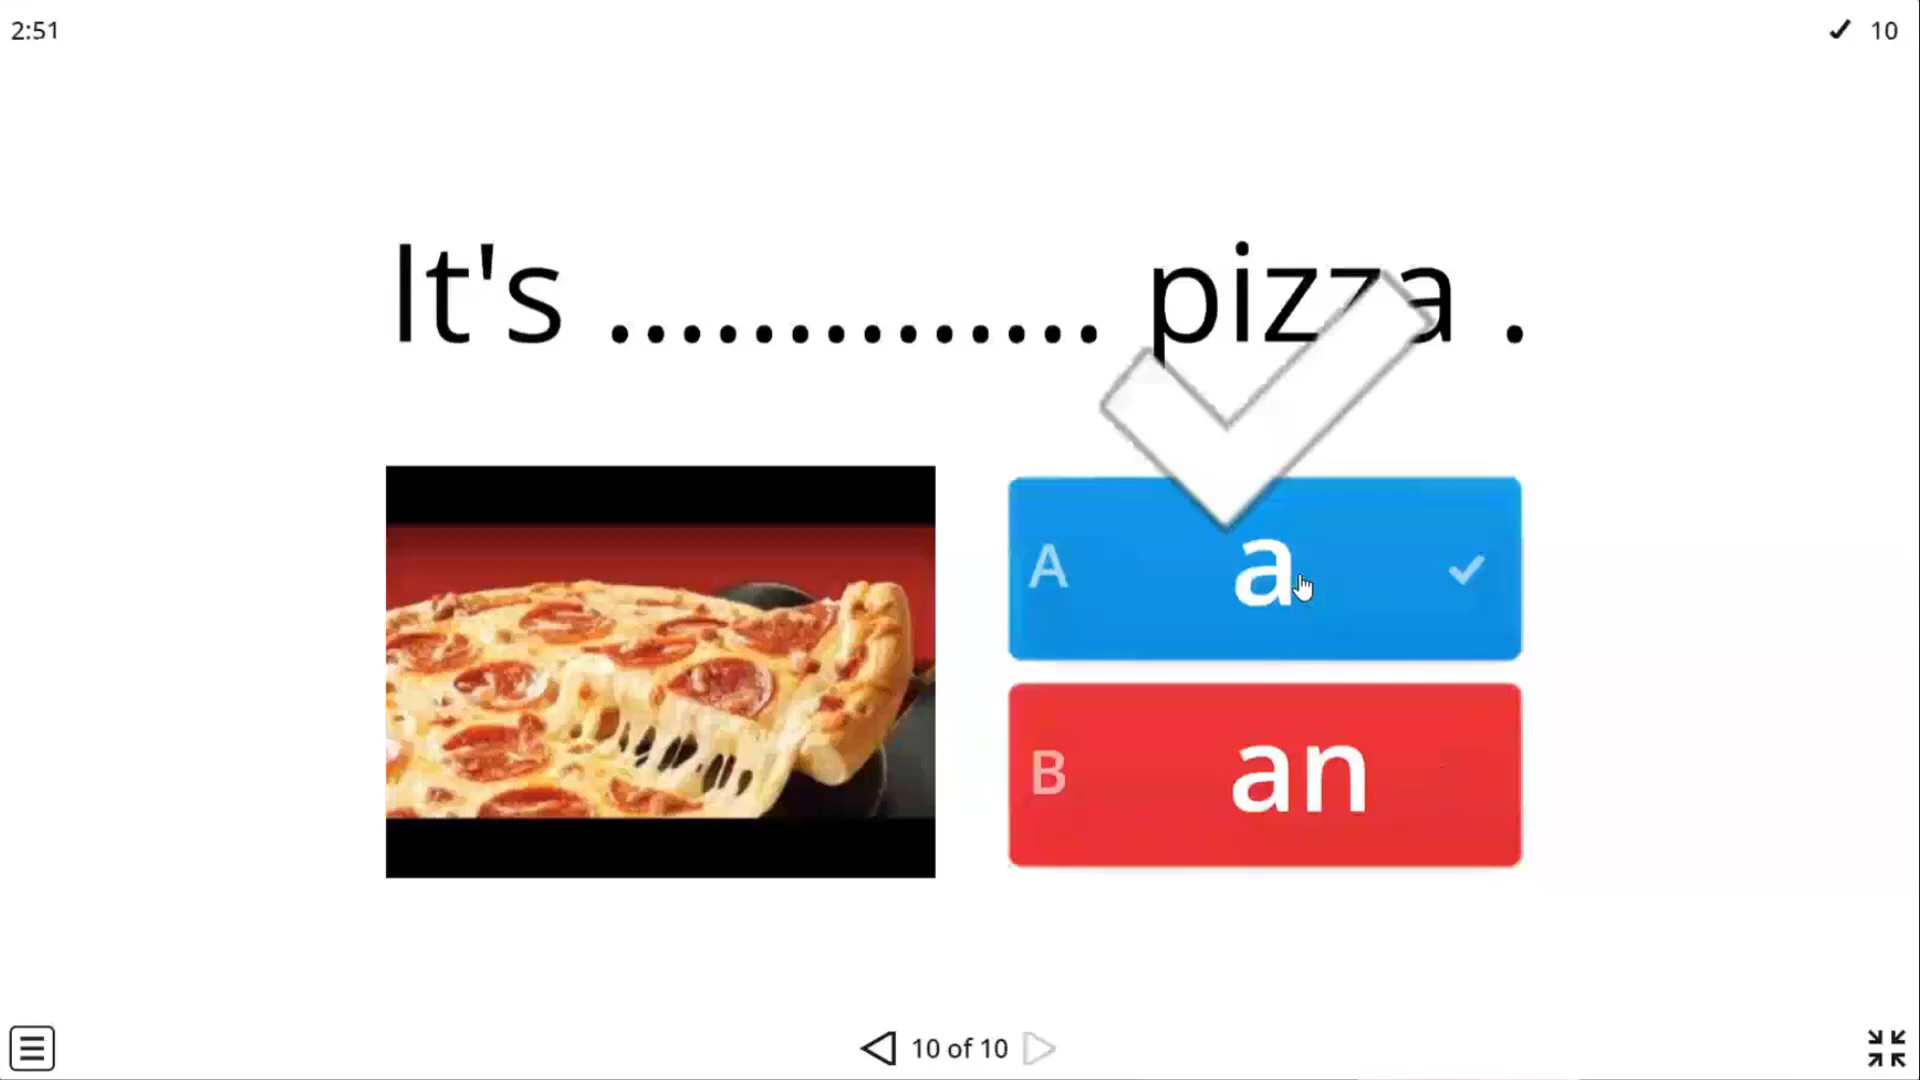 2:51
10
It's .............. pizza .
A a
B an
10 of 10